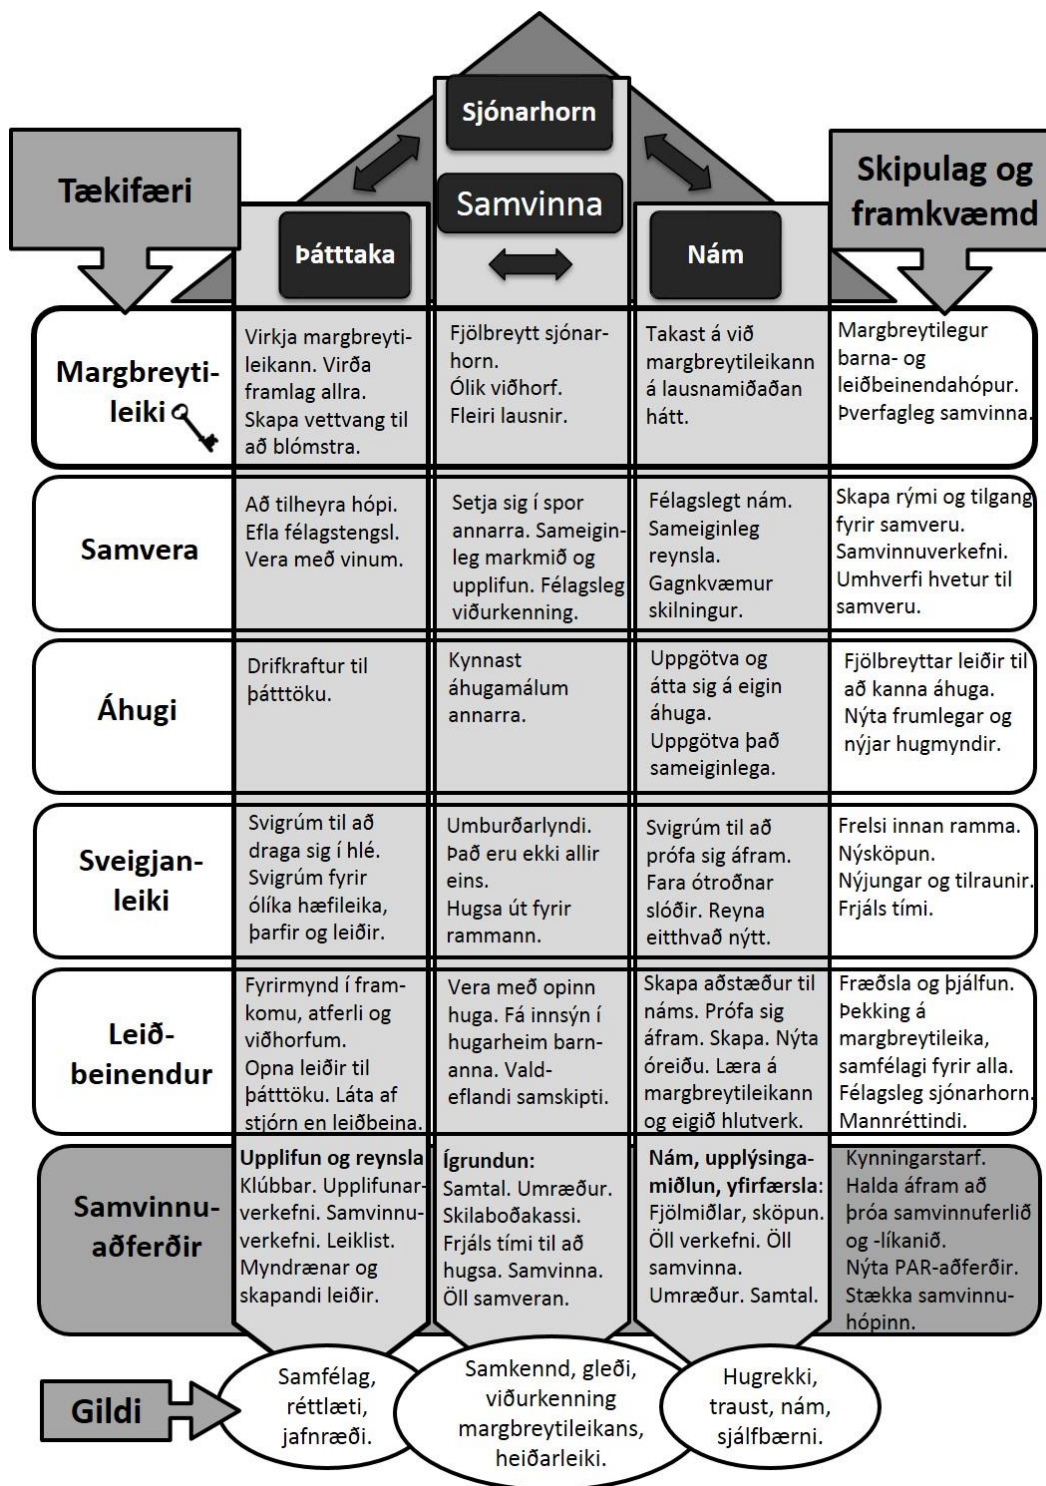 Sjónarhorn
Samvinna
Tækifæri
Þátttaka
Nám
Skipulag og
framkvæmd
Margbreyti-
leiki
Virkja margbreyti-
leikann. Virða
framlag allra.
Skapa vettvang til
að blómstra.
Fjölbreytt sjónar-
horn.
Ólik viðhorf.
Fleiri lausnir.
Takast á við
margbreytileikann
á lausnamiðaðan
hátt.
Margbreytilegur
barna- og
leiðbeinendahópur.
Þverfagleg samvinna.
Samvera
Að tilheyra hópi.
Efla félagstengsl.
Vera með vinum.
Setja sig í spor
annarra. Sameigin-
leg markmið og
upplifun. Félagsleg
viðurkenning.
Félagslegt nám.
Sameiginleg
reynsla.
Gagnkvæmur
skilningur.
Skapa rými og tilgang
fyrir samveru.
Samvinnuverkefni.
Umhverfi hvetur til
samveru.
Áhugi
Drifkraftur til
þátttöku.
Kynnast
áhugamálum
annarra.
Uppgötva og
átta sig á eigin
áhuga.
Uppgötva það
sameiginlega.
Fjölbreyttar leiðir til
að kanna áhuga.
Nýta frumlegar og
nýjar hugmyndir.
Sveigjan-
leiki
Svigrúm til að
draga sig í hlé.
Svigrúm fyrir
ólíka hæfileika,
þarfir og leiðir.
Umburðarlyndi.
Það eru ekki allir
eins.
Hugsa út fyrir
rammann.
Svigrúm til að
prófa sig áfram.
Fara ótroðnar
slóðir. Reyna
eitthvað nýtt.
Frelsi innan ramma.
Nýsköpun.
Nýjungar og tilraunir.
Frjáls tími.
Leið-
beinendur
Fyrirmynd í fram-
komu, atferli og
viðhorfum.
Opna leiðir til
þátttöku. Láta af
stjórn en leiðbeina.
Vera með opinn
huga. Fá innsýn í
hugarheim barn-
anna. Vald-
eflandi samskipti.
Skapa aðstæður til
náms. Prófa sig
áfram. Skapa. Nýta
óreiðu. Læra á
margbreytileikann
og eigið hlutverk.
Fræðsla og þjálfun.
Þekking á
margbreytileika,
samfélagi fyrir alla.
Félagsleg sjónarhorn.
Mannréttindi.
Samvinnu-
aðferðir
Upplifun og reynsla
Klúbbar. Upplifunar-
verkefni. Samvinnu-
verkefni. Leiklist.
Myndrænar og
skapandi leiðir.
Ígrundun:
Samtal. Umræður.
Skilaboðakassi.
Frjáls tími til að
hugsa. Samvinna.
Öll samveran.
Nám, upplýsinga-
miðlun, yfirfærsla:
Fjölmiðlar, sköpun.
Öll verkefni. Öll
samvinna.
Umræður. Samtal.
Kynningarstarf.
Halda áfram að
þróa samvinnuferlið
og -líkanið.
Nýta PAR-aðferðir.
Stækka samvinnu-
hópinn.
Gildi
Samfélag,
réttlæti,
jafnræði.
Samkennd, gleði,
viðurkenning
margbreytileikans,
heiðarleiki.
Hugrekki,
traust, nám,
sjálfbærni.